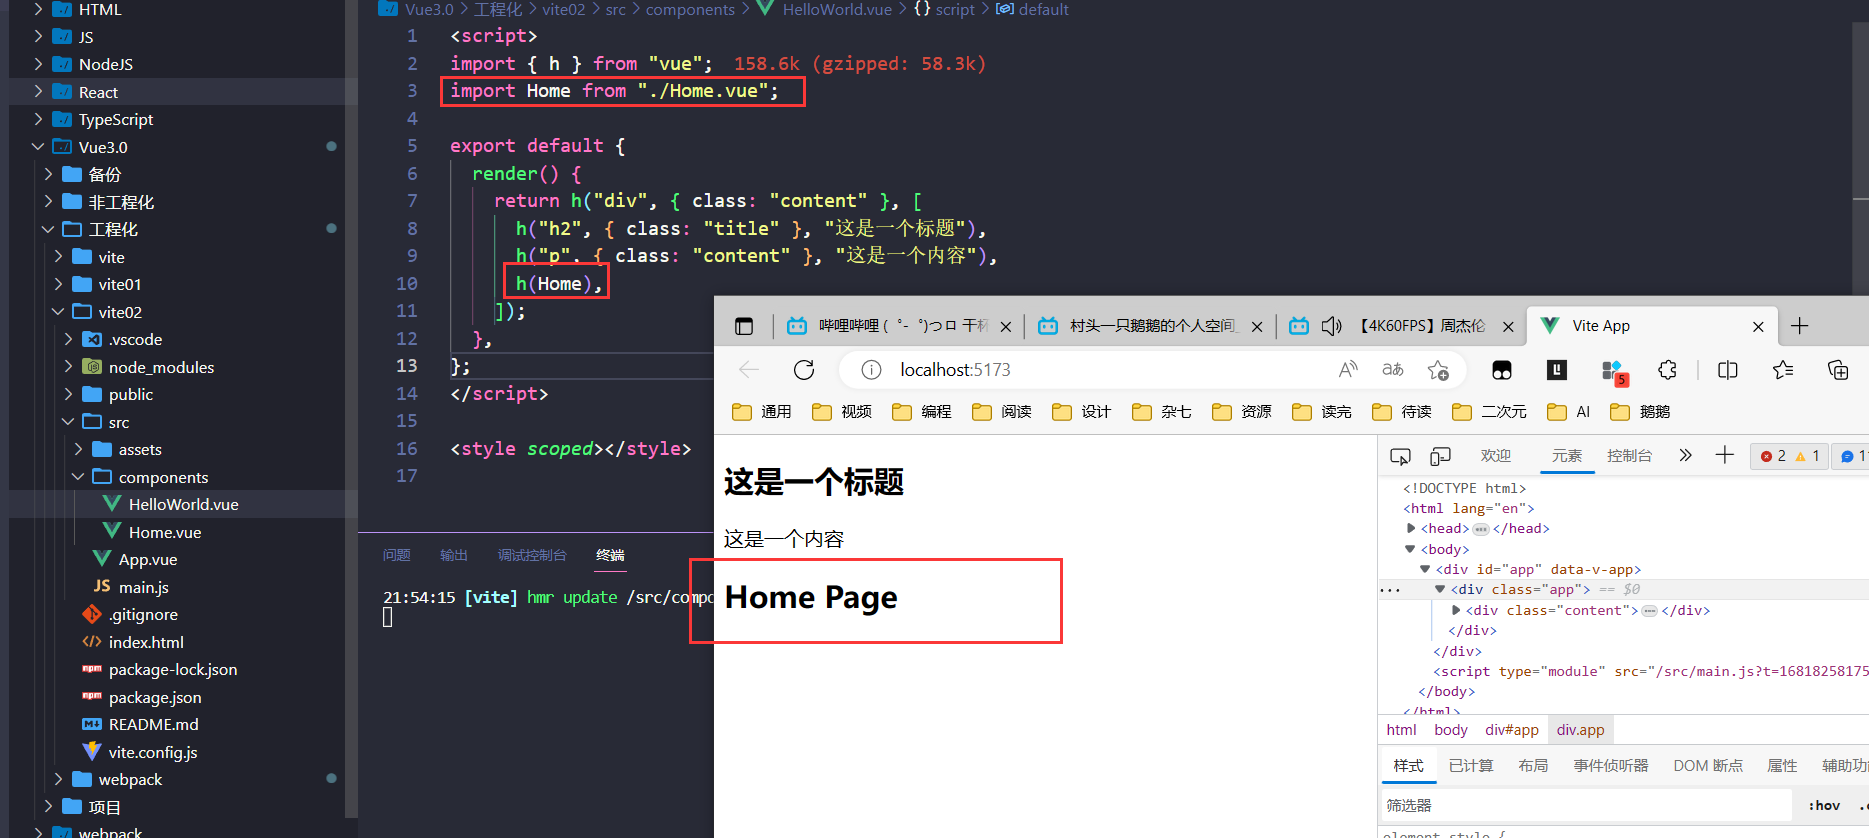 HTML
JS
NodeJS
React
TypeScript
Vue3.0
备份
非工程化
工程化
vite
vite01
vite02
.vscode
node_modules
public
src
assets
components
HelloWorld.vue
Home.vue
App.vue
JS main.js
.gitignore
index.html
package-lock.json
package.json
README.md
vite.config.js
webpack
项目
webpack
Vue3.0 > 工程化 > vite02 > src > components > HelloWorld.vue > {} script > default
1 <script>
2 import { h } from "vue"; 158.6k (gzipped: 58.3k)
3 import Home from "./Home.vue";
4
5 export default {
6 render() {
7 return h("div", { class: "content" }, [
8 h("h2", { class: "title" }, "这是一个标题"),
9 h("p", { class: "content" }, "这是一个内容"),
10 h(Home),
11 ]);
12 },
13 };
14 </script>
15
16 <style scoped></style>
17
问题 输出 调试控制台 终端
21:54:15 [vite] hmr update /src/comp
哔哩哔哩 ( ゜- ゜)つロ 干杯
村头一只鹅鹅的个人空间_
【4K60FPS】周杰伦
Vite App
localhost:5173
5
通用 视频 编程 阅读 设计 杂七 资源 读完 待读 二次元 AI 鹅鹅
这是一个标题
这是一个内容
Home Page
欢迎 元素 控制台 2 1
<!DOCTYPE html>
<html lang="en">
<head> ⋯ </head>
<body>
<div id="app" data-v-app>
<div class="app> == $0
<div class="content"> ⋯ </div>
</div>
</div>
<script type="module" src="/src/main.js?t=16818258175
</body>
</html>
html body div#app div.app
样式 已计算 布局 事件侦听器 DOM 断点 属性 辅助功
筛选器 :hov
element.style {